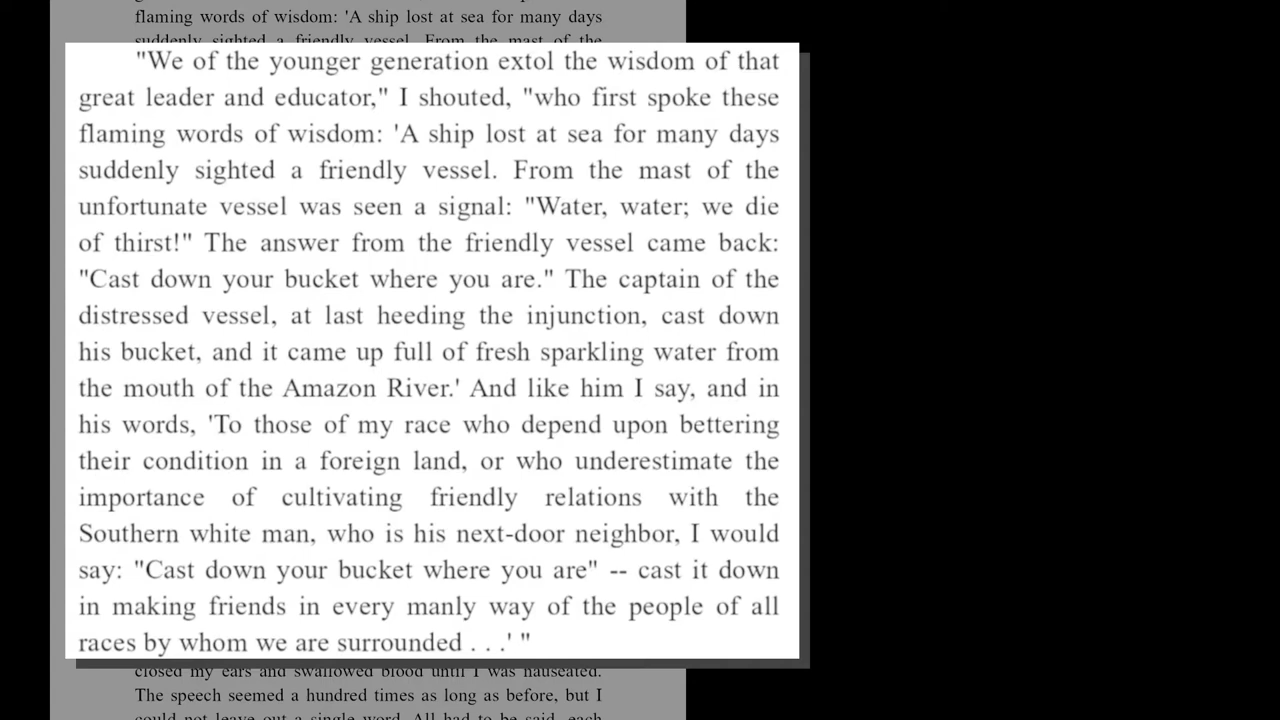 flaming words of wisdom: 'A ship lost at sea for many days
suddenly sighted a friendly vessel. From the mast of the
"We of the younger generation extol the wisdom of that
great leader and educator," I shouted, "who first spoke these
flaming words of wisdom: 'A ship lost at sea for many days
suddenly sighted a friendly vessel. From the mast of the
unfortunate vessel was seen a signal: "Water, water; we die
of thirst!" The answer from the friendly vessel came back:
"Cast down your bucket where you are." The captain of the
distressed vessel, at last heeding the injunction, cast down
his bucket, and it came up full of fresh sparkling water from
the mouth of the Amazon River.' And like him I say, and in
his words, 'To those of my race who depend upon bettering
their condition in a foreign land, or who underestimate the
importance of cultivating friendly relations with the
Southern white man, who is his next-door neighbor, I would
say: "Cast down your bucket where you are" -- cast it down
in making friends in every manly way of the people of all
races by whom we are surrounded . . .' "
closed my ears and swallowed blood until I was nauseated.
The speech seemed a hundred times as long as before, but I
could not leave out a single word. All had to be said, each